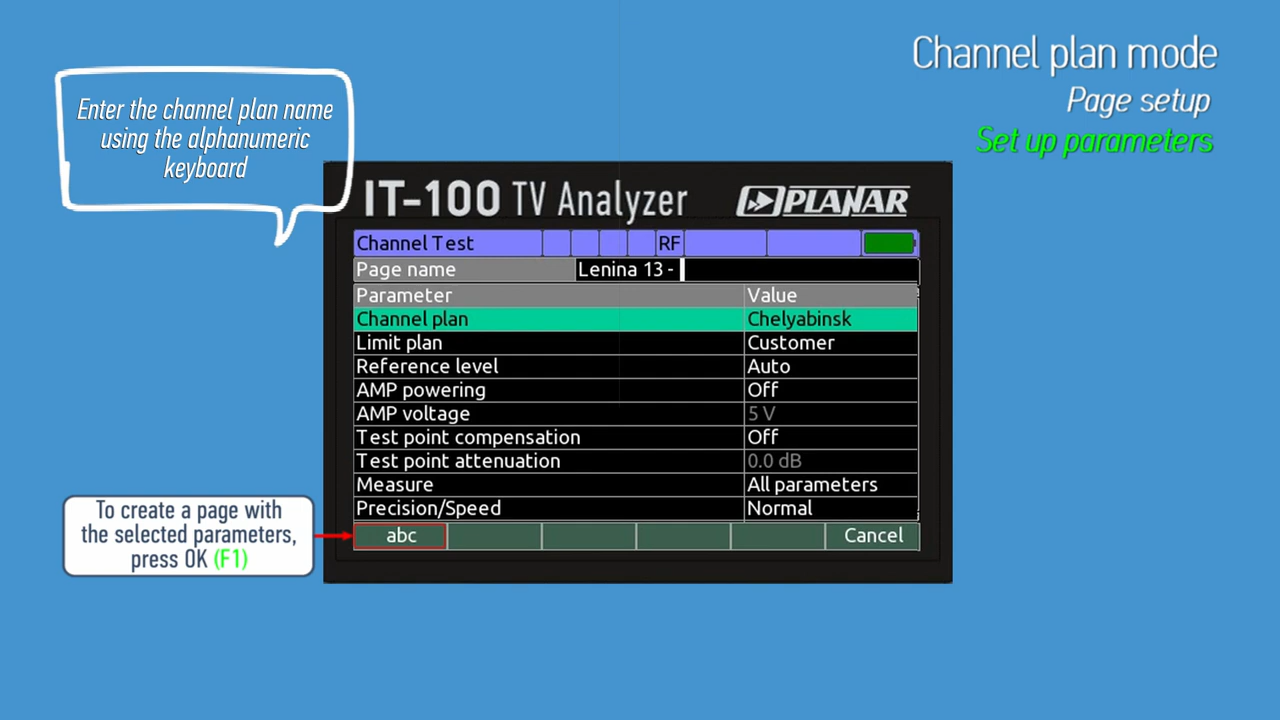 Channel plan mode
Page setup
Set up parameters
Enter the channel plan name
using the alphanumeric
keyboard
IT-100 TV Analyzer PLANAR
Channel Test RF
Page name Lenina 13 -
Parameter Value
Channel plan Chelyabinsk
Limit plan Customer
Reference level Auto
AMP powering Off
AMP voltage 5 V
Test point compensation Off
Test point attenuation 0.0 dB
Measure All parameters
Precision/Speed Normal
abc Cancel
To create a page with
the selected parameters,
press OK (F1)